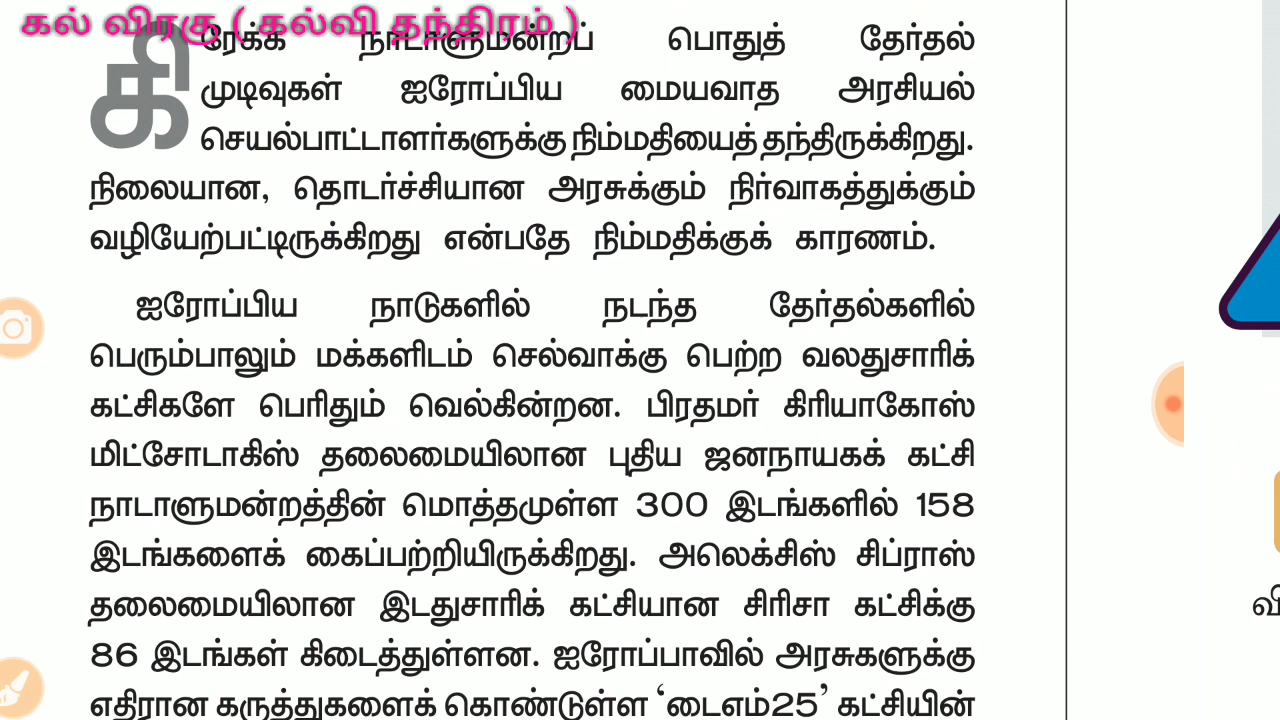 கல் விரகு ( கல்வி தந்திரம் )
கிரேக்க நாடாளுமன்றப் பொதுத் தேர்தல்
முடிவுகள் ஐரோப்பிய மையவாத அரசியல்
செயல்பாட்டாளர்களுக்கு நிம்மதியைத் தந்திருக்கிறது.
நிலையான, தொடர்ச்சியான அரசுக்கும் நிர்வாகத்துக்கும்
வழியேற்பட்டிருக்கிறது என்பதே நிம்மதிக்குக் காரணம்.
ஐரோப்பிய நாடுகளில் நடந்த தேர்தல்களில்
பெரும்பாலும் மக்களிடம் செல்வாக்கு பெற்ற வலதுசாரிக்
கட்சிகளே பெரிதும் வெல்கின்றன. பிரதமர் கிரியாகோஸ்
மிட்சோடாகிஸ் தலைமையிலான புதிய ஜனநாயகக் கட்சி
நாடாளுமன்றத்தின் மொத்தமுள்ள 300 இடங்களில் 158
இடங்களைக் கைப்பற்றியிருக்கிறது. அலெக்சிஸ் சிப்ராஸ்
தலைமையிலான இடதுசாரிக் கட்சியான சிரிசா கட்சிக்கு
86 இடங்கள் கிடைத்துள்ளன. ஐரோப்பாவில் அரசுகளுக்கு
எதிரான கருத்துகளைக் கொண்டுள்ள ‘டைஎம்25’ கட்சியின்